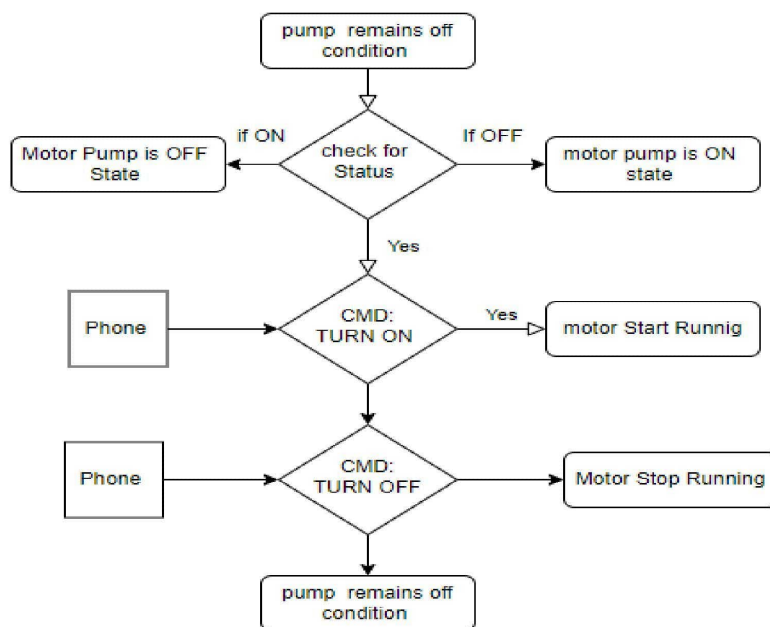 pump remains off
condition
if ON
If OFF
Motor Pump is OFF
State
check for
Status
motor pump is ON
state
Yes
Phone
CMD:
TURN ON
Yes
motor Start Runnig
Phone
CMD:
TURN OFF
Motor Stop Running
pump remains off
condition